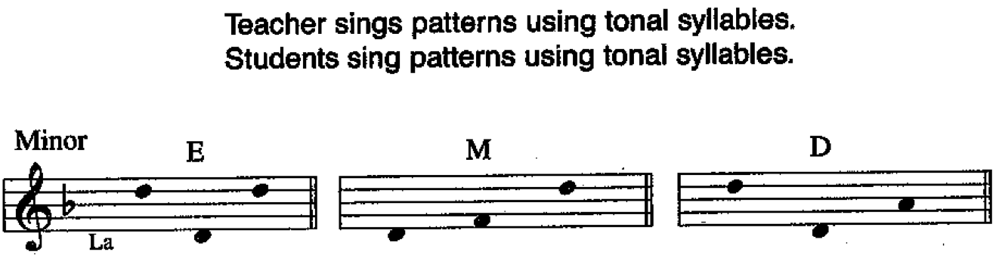 Teacher sings patterns using tonal syllables.
Students sing patterns using tonal syllables.
Minor E M D
La